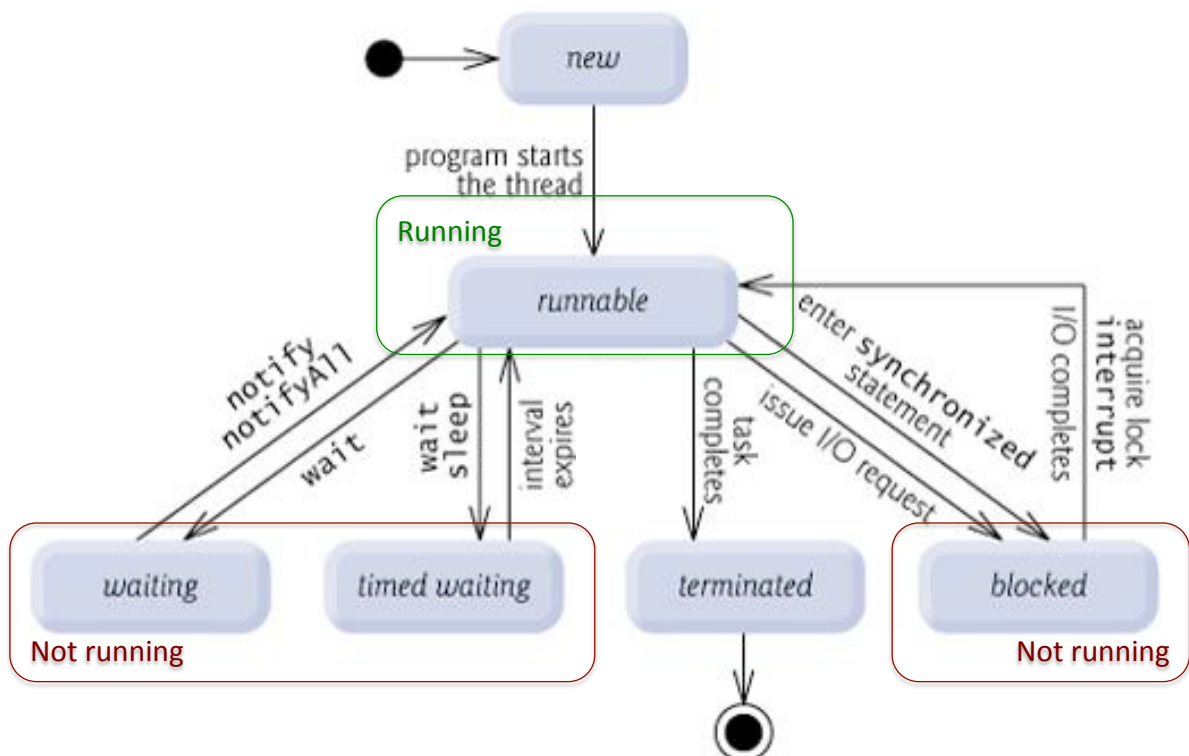 new
program starts
the thread
Running
runnable
notify
notifyAll
wait
wait
sleep
interval
expires
task
completes
issue I/O request
enter synchronized
statement
I/O completes
acquire lock
interrupt
waiting
timed waiting
terminated
blocked
Not running
Not running